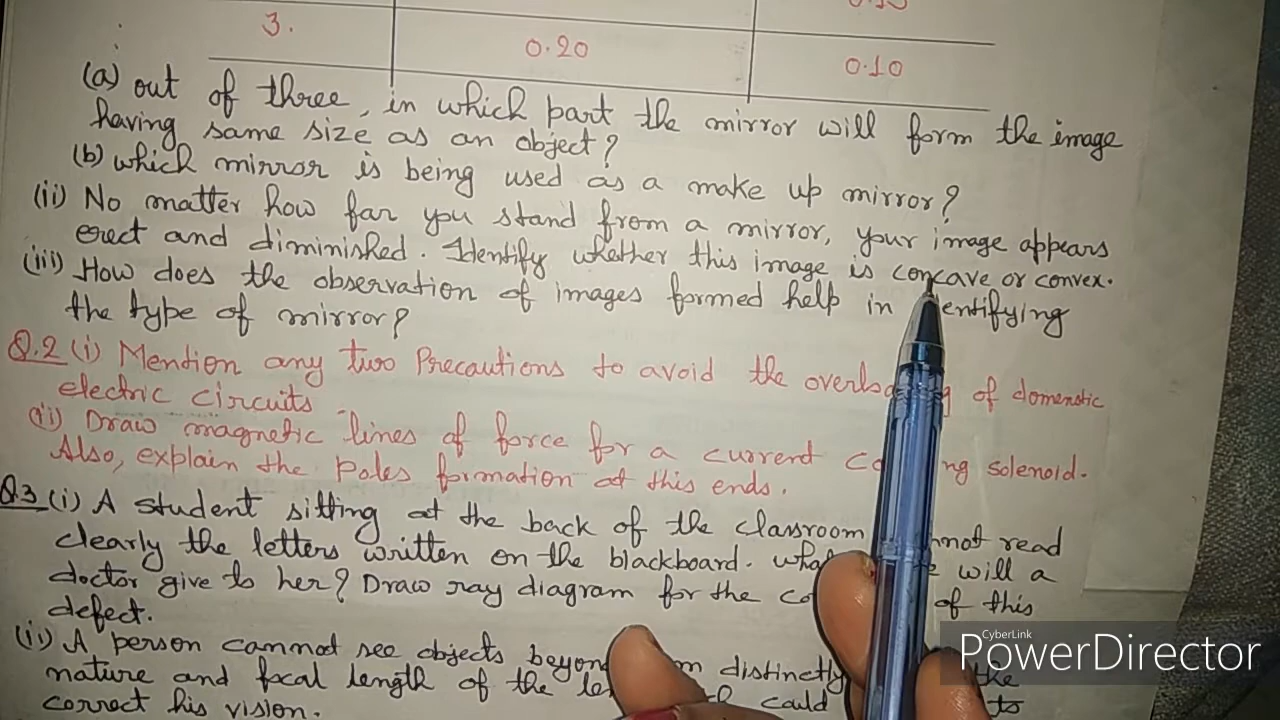 3.
0.20
0.10
(a) out of three, in which part the mirror will form the image
having same size as an object?
(b) which mirror is being used as a make up mirror?
(ii) No matter how far you stand from a mirror, your image appears
erect and diminished. Identify whether this image is concave or convex.
(iii) How does the observation of images formed help in entifying
the type of mirror?
Q.2 (i) Mention any two Precautions to avoid the of domenstic
electric circuits
(ii) Draw magnetic lines of force for a current solenoid.
Also, explain the Poles formation at this ends.
Q3 (i) A student sitting at the back of the classroom read
clearly the letters written on the blackboard. will a
doctor give to her? Draw ray diagram for the of this
defect.
(ii) A person cannot see objects distinctly
nature and focal length of the could to
correct his vision.
CyberLink
PowerDirector